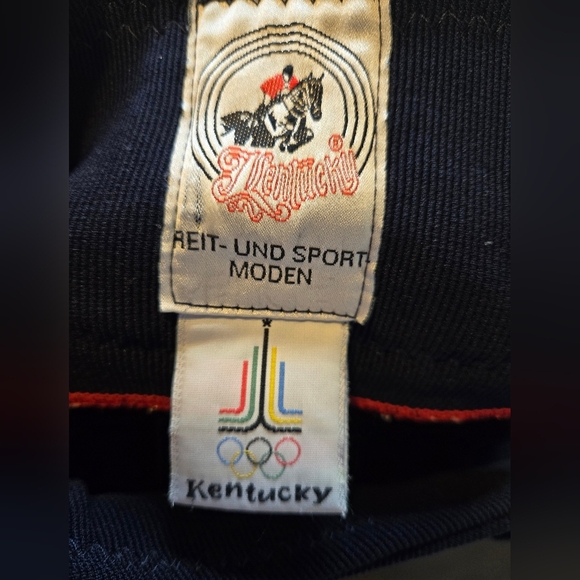 Kentucky®
REIT- UND SPORT
MODEN
Kentucky